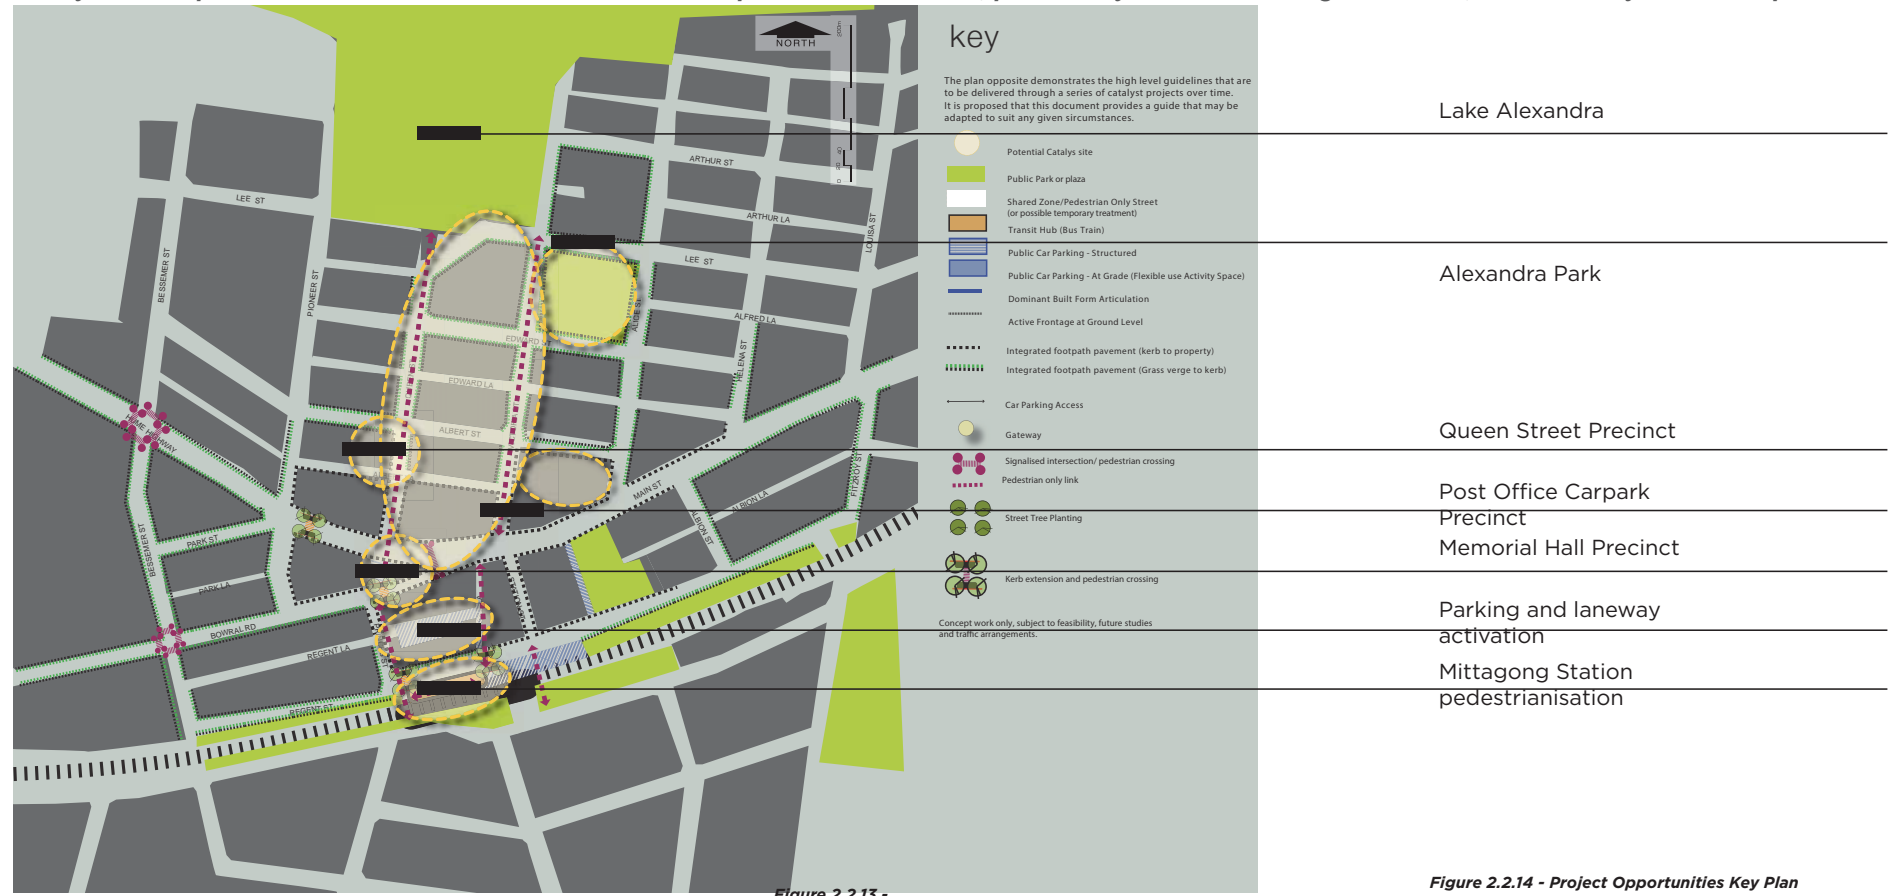 NORTH
ARTHUR ST
LEE ST
ARTHUR LA
LOUISA ST
BESSEMER ST
PIONEER ST
LEE ST
ALICE ST
ALFRED LA
EDWARD ST
HELENA ST
EDWARD LA
HUME HIGHWAY
ALBERT ST
MAIN ST
ALBION LA
FITZROY ST
ALBION ST
BESSEMER ST
PARK ST
PARK LA
BOWRAL RD
REGENT LA
REGENT ST
key
The plan opposite demonstrates the high level guidelines that are
to be delivered through a series of catalyst projects over time.
It is proposed that this document provides a guide that may be
adapted to suit any given sircumstances.
Potential Catalys site
Public Park or plaza
Shared Zone/Pedestrian Only Street
(or possible temporary treatment)
Transit Hub (Bus Train)
Public Car Parking - Structured
Public Car Parking - At Grade (Flexible use Activity Space)
Dominant Built Form Articulation
Active Frontage at Ground Level
Integrated footpath pavement (kerb to property)
Integrated footpath pavement (Grass verge to kerb)
Car Parking Access
Gateway
Signalised intersection/ pedestrian crossing
Pedestrian only link
Street Tree Planting
Kerb extension and pedestrian crossing
Concept work only, subject to feasibility, future studies
and traffic arrangements.
Lake Alexandra
Alexandra Park
Queen Street Precinct
Post Office Carpark
Precinct
Memorial Hall Precinct
Parking and laneway
activation
Mittagong Station
pedestrianisation
Figure 2.2.13 -
Figure 2.2.14 - Project Opportunities Key Plan